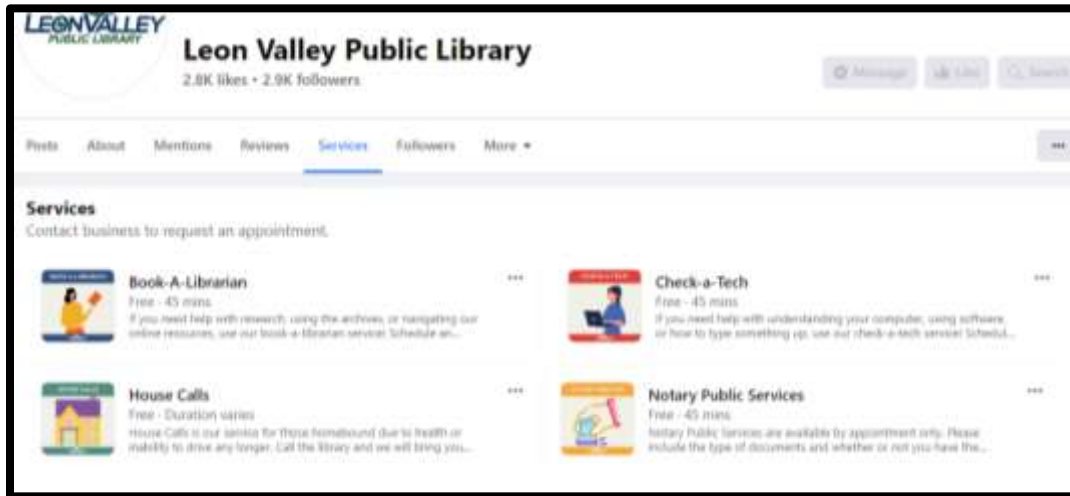 LEONVALLEY
PUBLIC LIBRARY
Leon Valley Public Library
2.8K likes • 2.9K followers
Message Like Search
Posts About Mentions Reviews Services Followers More
Services
Contact business to request an appointment.
Book-A-Librarian
Free - 45 mins
If you need help with research, using the archives, or navigating our
online resources, use our book-a-librarian service! Schedule an...
Check-a-Tech
Free - 45 mins
If you need help with understanding your computer, using software,
or how to type something up, use our check-a-tech service! Schedul...
House Calls
Free - Duration varies
House Calls is our service for those homebound due to health or
inability to drive any longer. Call the library and we will bring you...
Notary Public Services
Free - 45 mins
Notary Public Services are available by appointment only. Please
include the type of documents and whether or not you have the...